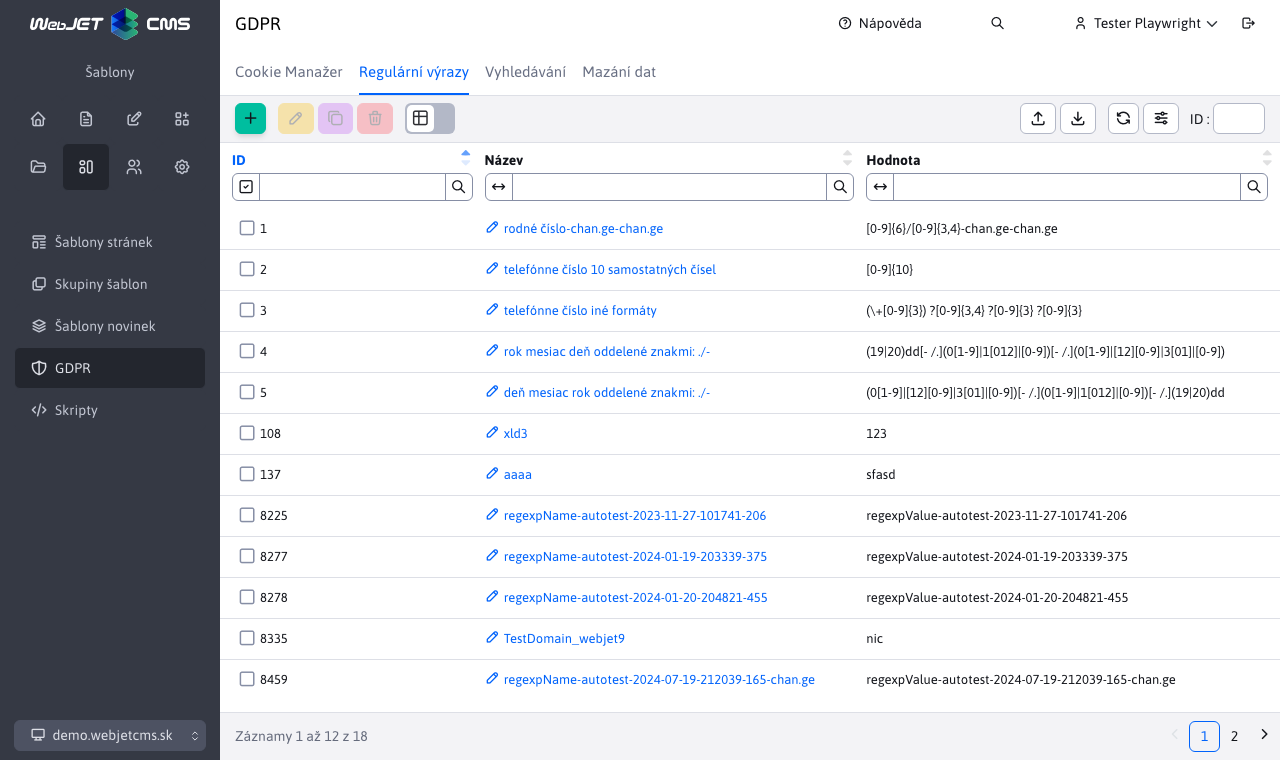 WebJET CMS
GDPR
Nápověda
Tester Playwright
Šablony
Cookie Manažer
Regulární výrazy
Vyhledávání
Mazání dat
ID :
Šablony stránek
Skupiny šablon
Šablony novinek
GDPR
Skripty
demo.webjetcms.sk
ID Název Hodnota
1 rodné číslo-chan.ge-chan.ge [0-9]{6}/[0-9]{3,4}-chan.ge-chan.ge
2 telefónne číslo 10 samostatných čísel [0-9]{10}
3 telefónne číslo iné formáty (\+[0-9]{3}) ?[0-9]{3,4} ?[0-9]{3} ?[0-9]{3}
4 rok mesiac deň oddelené znakmi: ./- (19|20)dd[- /.](0[1-9]|1[012]|[0-9])[- /.](0[1-9]|[12][0-9]|3[01]|[0-9])
5 deň mesiac rok oddelené znakmi: ./- (0[1-9]|[12][0-9]|3[01]|[0-9])[- /.](0[1-9]|1[012]|[0-9])[- /.](19|20)dd
108 xld3 123
137 aaaa sfasd
8225 regexpName-autotest-2023-11-27-101741-206 regexpValue-autotest-2023-11-27-101741-206
8277 regexpName-autotest-2024-01-19-203339-375 regexpValue-autotest-2024-01-19-203339-375
8278 regexpName-autotest-2024-01-20-204821-455 regexpValue-autotest-2024-01-20-204821-455
8335 TestDomain_webjet9 nic
8459 regexpName-autotest-2024-07-19-212039-165-chan.ge regexpValue-autotest-2024-07-19-212039-165-chan.ge
Záznamy 1 až 12 z 18
1 2